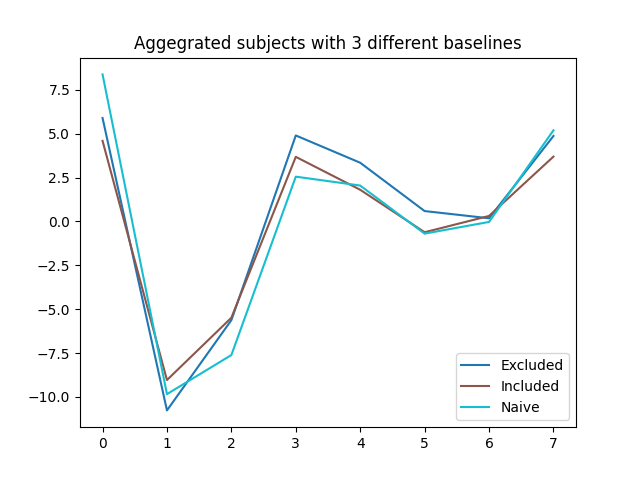 Aggegrated subjects with 3 different baselines
7.5
5.0
2.5
0.0
−2.5
−5.0
−7.5
−10.0
0 1 2 3 4 5 6 7
Excluded
Included
Naive